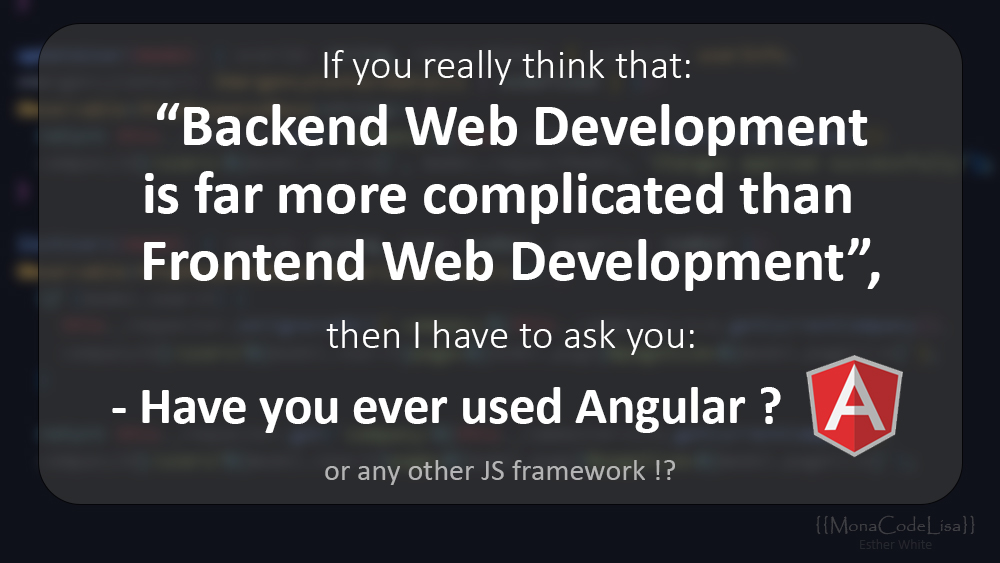 If you really think that:
“Backend Web Development
is far more complicated than
Frontend Web Development”,
then I have to ask you:
- Have you ever used Angular ?
A
or any other JS framework !?
{{MonaCodeLisa}}
Esther White